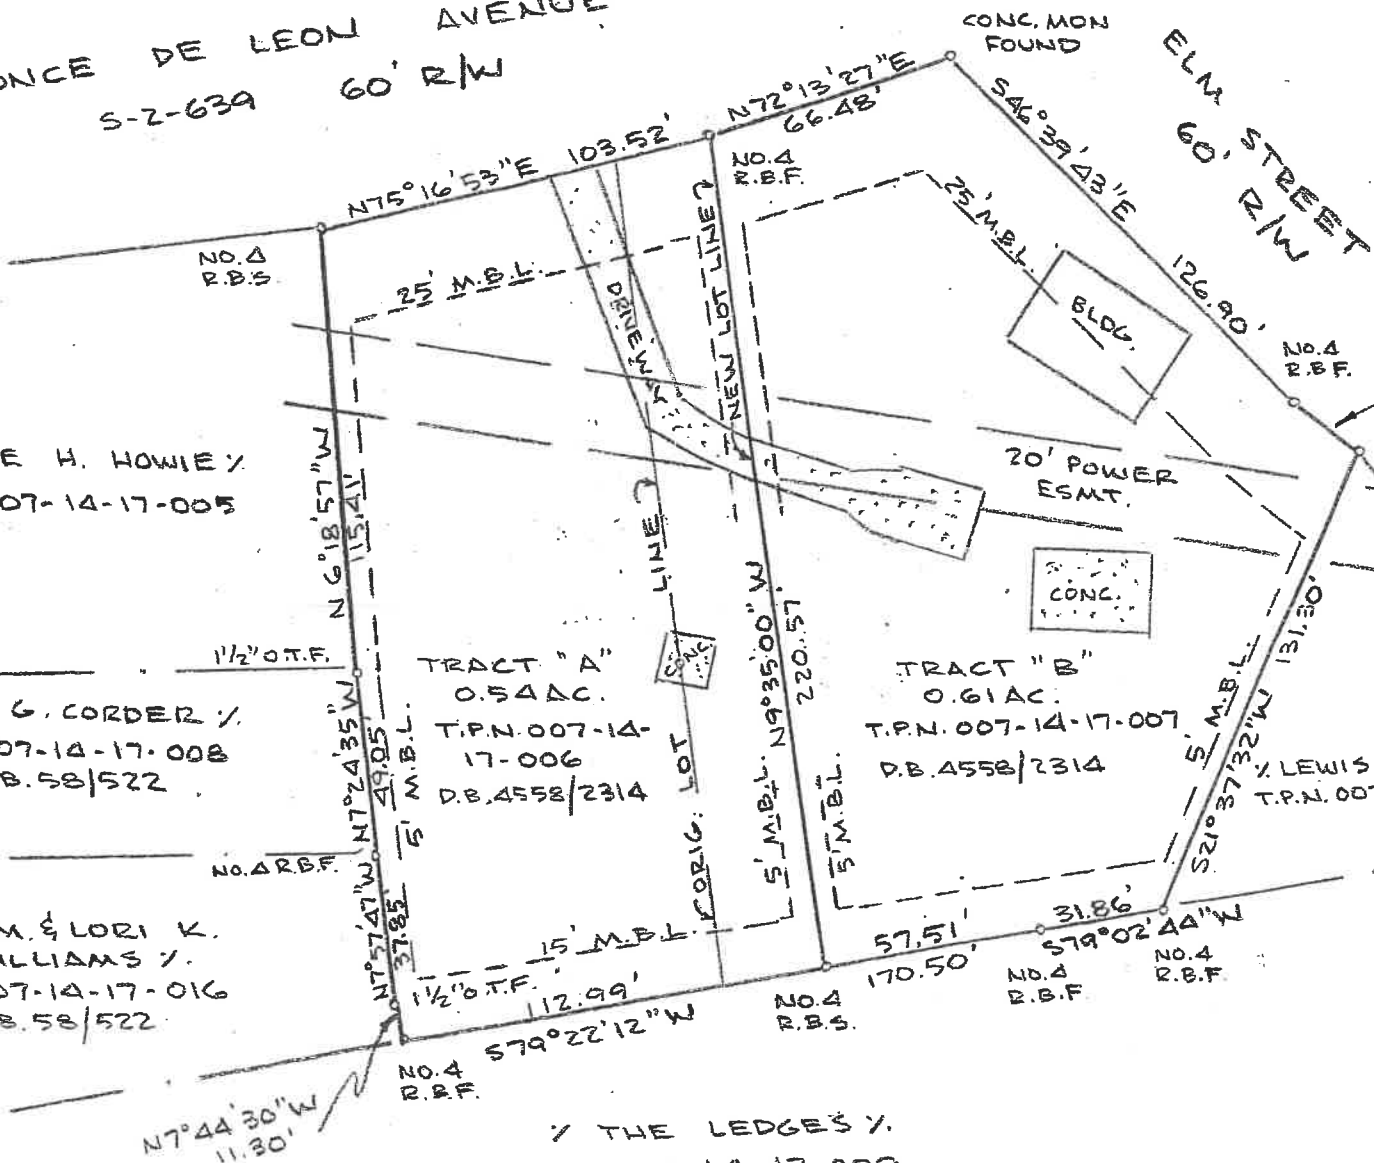 ONCE DE LEON AVENUE
S-2-639 60' R/W
CONC. MON
FOUND
ELM STREET
60' R/W
N75°16'53"E 103.52'
N72°13'27"E
66.48'
S46°39'43"E
126.90'
NO.4
R.B.S.
NO.4
R.B.F.
NO.4
R.B.F.
25' M.B.L.
25' M.B.L.
DRIVEWAY
NEW LOT LINE
BLDG.
20' POWER
ESMT.
E H. HOWIE %
07-14-17-005
N6°18'57"W
115.41'
LINE
CONC.
CONC.
1½" O.T.F.
G. CORDER %
07-14-17-008
B.58/522
N7°24'35"W
49.05'
5' M.B.L.
TRACT "A"
0.54 AC.
T.P.N. 007-14-
17-006
D.B. 4558/2314
LOT
ORIG.
5' M.B.L.
N9°35'00"W
220.57'
5' M.B.L.
TRACT "B"
0.61 AC.
T.P.N. 007-14-17-007
D.B. 4558/2314
5' M.B.L.
131.30'
S21°37'32"W
% LEWIS
T.P.N. 007
NO.4 R.B.F.
M. & LORI K.
ILLIAMS %
07-14-17-016
B.58/522
N7°57'47"W
37.85'
1½" O.T.F.
15' M.B.L.
112.99'
S79°22'12"W
57.51'
170.50'
31.86'
S79°02'44"W
NO.4
R.B.F.
NO.4
R.B.S.
NO.4
R.B.F.
NO.4
R.B.F.
N7°44'30"W
11.30'
% THE LEDGES %